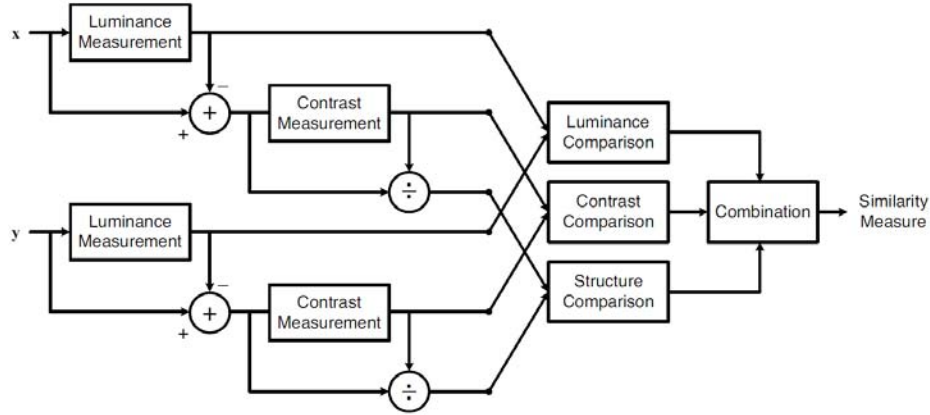 x
Luminance
Measurement
−
+
+
Contrast
Measurement
÷
Luminance
Comparison
y
Luminance
Measurement
−
+
+
Contrast
Measurement
÷
Contrast
Comparison
Structure
Comparison
Combination
Similarity
Measure